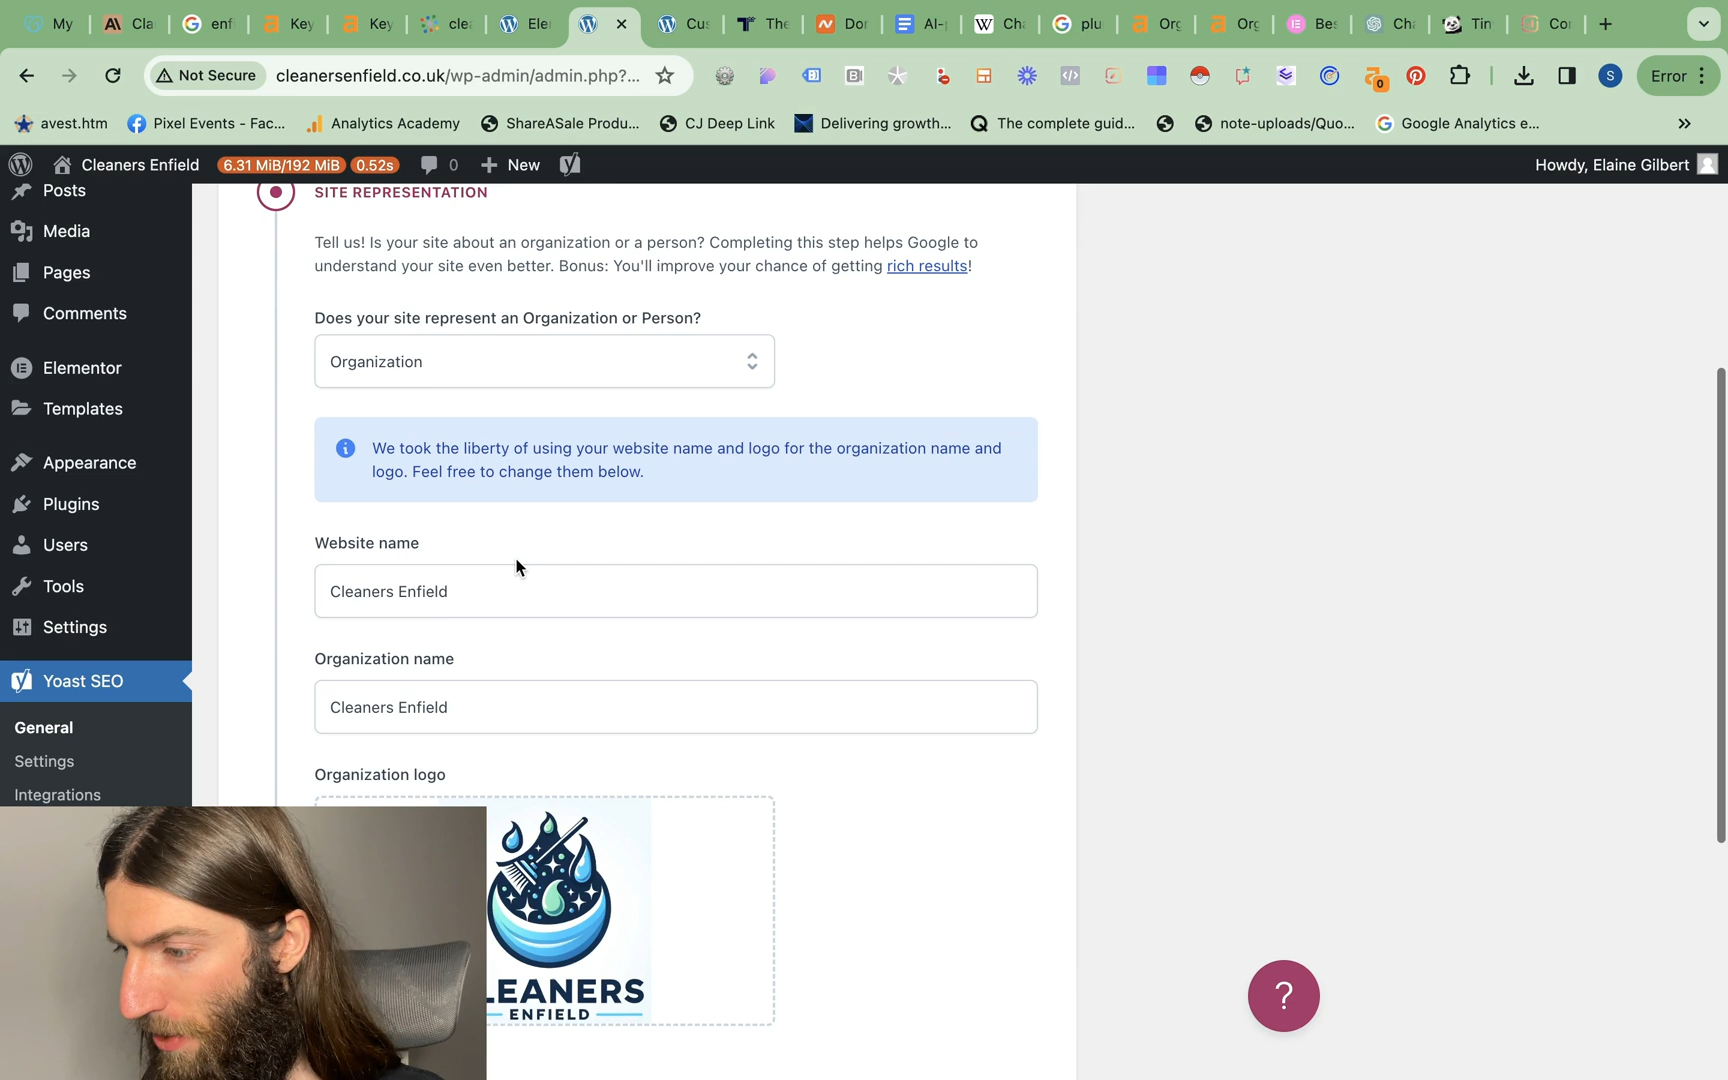 My
Cla
enf
Key
Key
clea
Ele
Cus
The
Dor
AI-p
Cha
plu
Org
Org
Bes
Cha
Tin
Cor
Not Secure
cleanersenfield.co.uk/wp-admin/admin.php?...
0
S
Error
avest.htm
Pixel Events - Fac...
Analytics Academy
ShareASale Produ...
CJ Deep Link
Delivering growth...
The complete guid...
note-uploads/Quo...
Google Analytics e...
»
Cleaners Enfield
6.31 MiB/192 MiB
0.52s
0
New
Howdy, Elaine Gilbert
Posts
Media
Pages
Comments
Elementor
Templates
Appearance
Plugins
Users
Tools
Settings
Yoast SEO
General
Settings
Integrations
SITE REPRESENTATION
Tell us! Is your site about an organization or a person? Completing this step helps Google to
understand your site even better. Bonus: You'll improve your chance of getting rich results!
Does your site represent an Organization or Person?
Organization
We took the liberty of using your website name and logo for the organization name and
logo. Feel free to change them below.
Website name
Cleaners Enfield
Organization name
Cleaners Enfield
Organization logo
LEANERS
ENFIELD
?